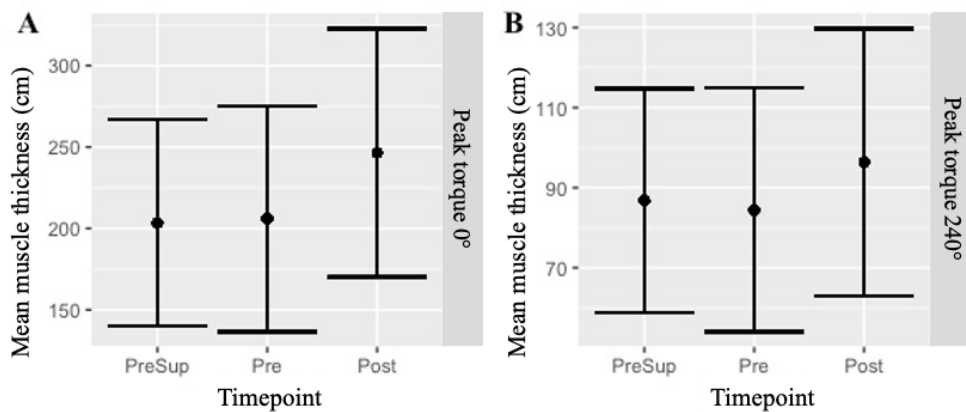 A
Mean muscle thickness (cm)
300
250
200
150
PreSup
Pre
Post
Timepoint
Peak torque 0°
B
Mean muscle thickness (cm)
130
110
90
70
PreSup
Pre
Post
Timepoint
Peak torque 240°